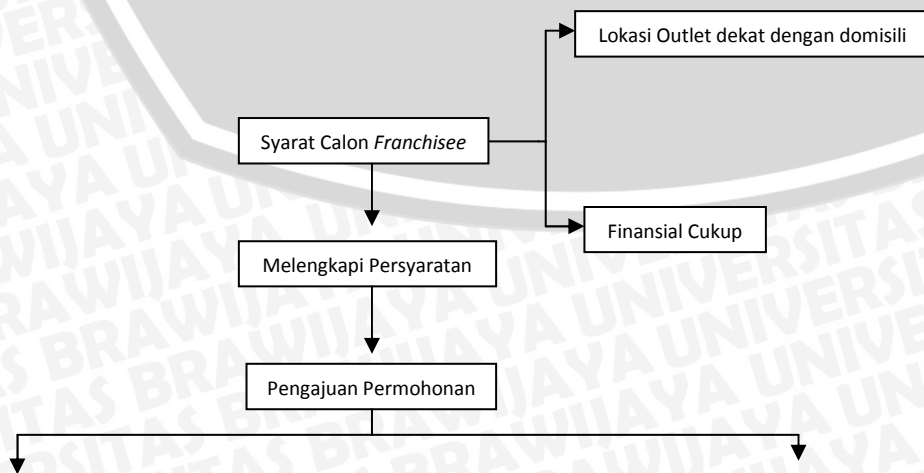 Lokasi Outlet dekat dengan domisili
Syarat Calon Franchisee
Finansial Cukup
Melengkapi Persyaratan
Pengajuan Permohonan